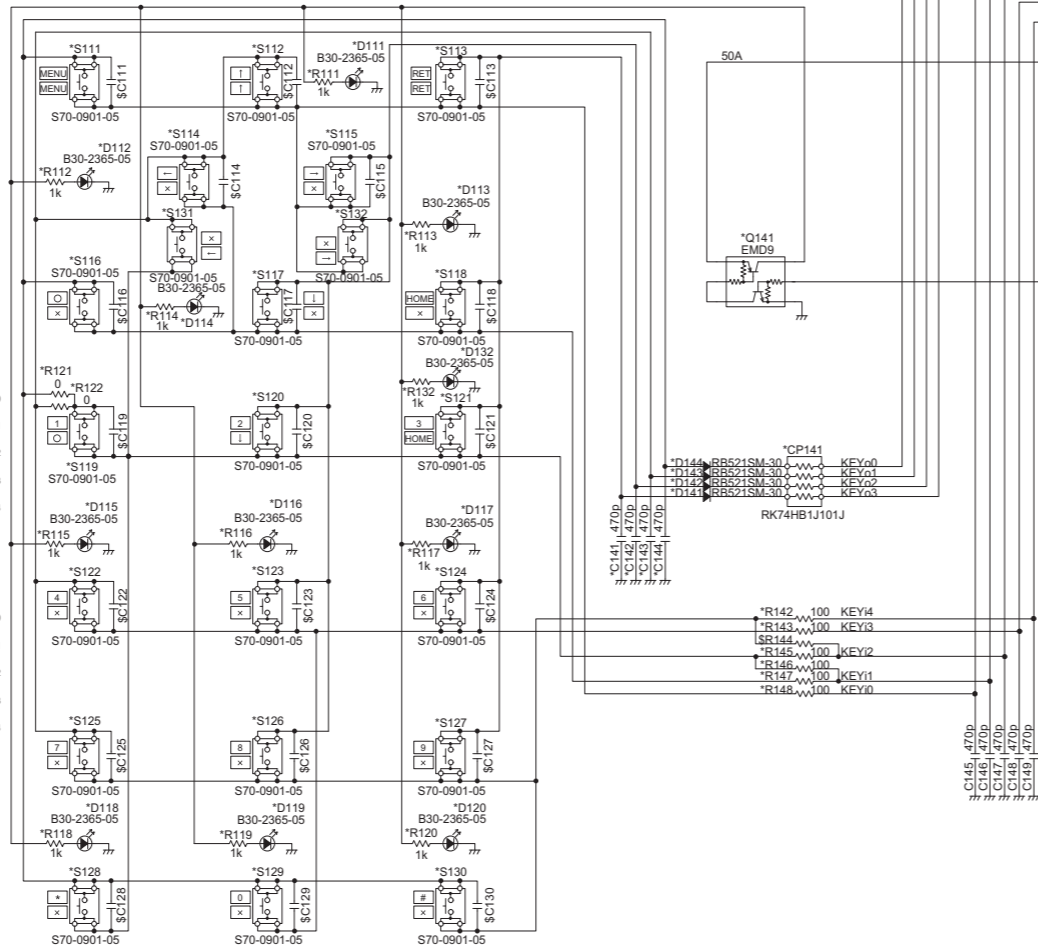 *S111
MENU
MENU
$C111
S70-0901-05
*S112
↑
↑
$C112
S70-0901-05
*D111
B30-2365-05
*R111
1k
*S113
RET
RET
$C113
S70-0901-05
50A
*D112
B30-2365-05
*R112
1k
*S114
S70-0901-05
←
×
$C114
*S115
S70-0901-05
→
×
$C115
*D113
B30-2365-05
*R113
1k
*S131
×
←
S70-0901-05
*S132
×
→
S70-0901-05
*Q141
EMD9
*S116
S70-0901-05
○
×
$C116
B30-2365-05
*R114
1k
*D114
*S117
$C117
↓
×
S70-0901-05
*S118
HOME
×
$C118
S70-0901-05
*D132
B30-2365-05
*R132
1k
*R121
0
*R122
0
1
○
$C119
*S119
S70-0901-05
*S120
2
↓
$C120
S70-0901-05
*S121
3
HOME
$C121
S70-0901-05
*CP141
*D144 RB521SM-30 KEYo0
*D143 RB521SM-30 KEYo1
*D142 RB521SM-30 KEYo2
*D141 RB521SM-30 KEYo3
RK74HB1J101J
*C141 470p
*C142 470p
*C143 470p
*C144 470p
*D115
B30-2365-05
*R115
1k
*D116
B30-2365-05
*R116
1k
*D117
B30-2365-05
*R117
1k
*S122
4
×
$C122
S70-0901-05
*S123
5
×
$C123
S70-0901-05
*S124
6
×
$C124
S70-0901-05
*R142 100 KEYi4
*R143 100 KEYi3
$R144
*R145 100 KEYi2
*R146 100
*R147 100 KEYi1
*R148 100 KEYi0
*S125
7
×
$C125
S70-0901-05
*S126
8
×
$C126
S70-0901-05
*S127
9
×
$C127
S70-0901-05
C145 470p
C146 470p
C147 470p
C148 470p
C149 470p
*D118
B30-2365-05
*R118
1k
*D119
B30-2365-05
*R119
1k
*D120
B30-2365-05
*R120
1k
*S128
*
×
$C128
S70-0901-05
*S129
0
×
$C129
S70-0901-05
*S130
#
×
$C130
S70-0901-05